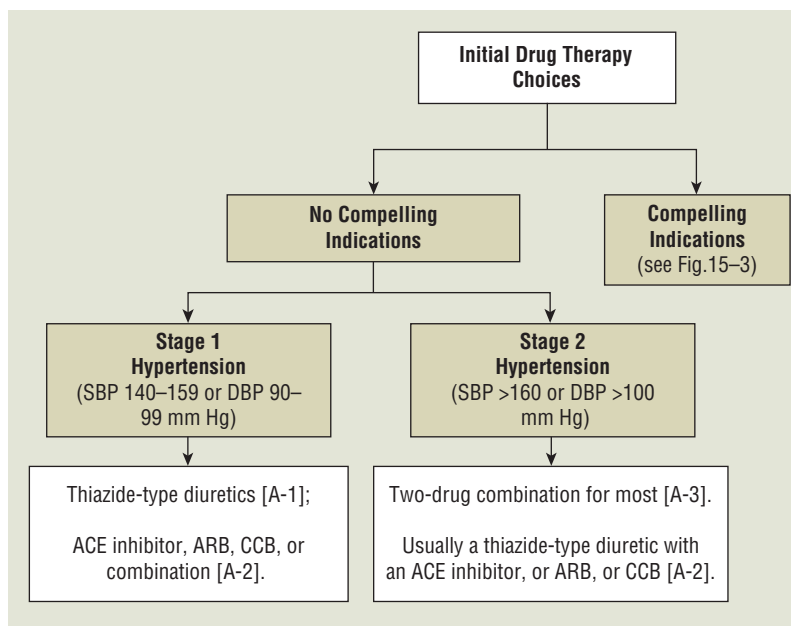 Initial Drug Therapy
Choices
No Compelling
Indications
Compelling
Indications
(see Fig.15–3)
Stage 1
Hypertension
(SBP 140–159 or DBP 90–
99 mm Hg)
Stage 2
Hypertension
(SBP >160 or DBP >100
mm Hg)
Thiazide-type diuretics [A-1];
ACE inhibitor, ARB, CCB, or
combination [A-2].
Two-drug combination for most [A-3].
Usually a thiazide-type diuretic with
an ACE inhibitor, or ARB, or CCB [A-2].